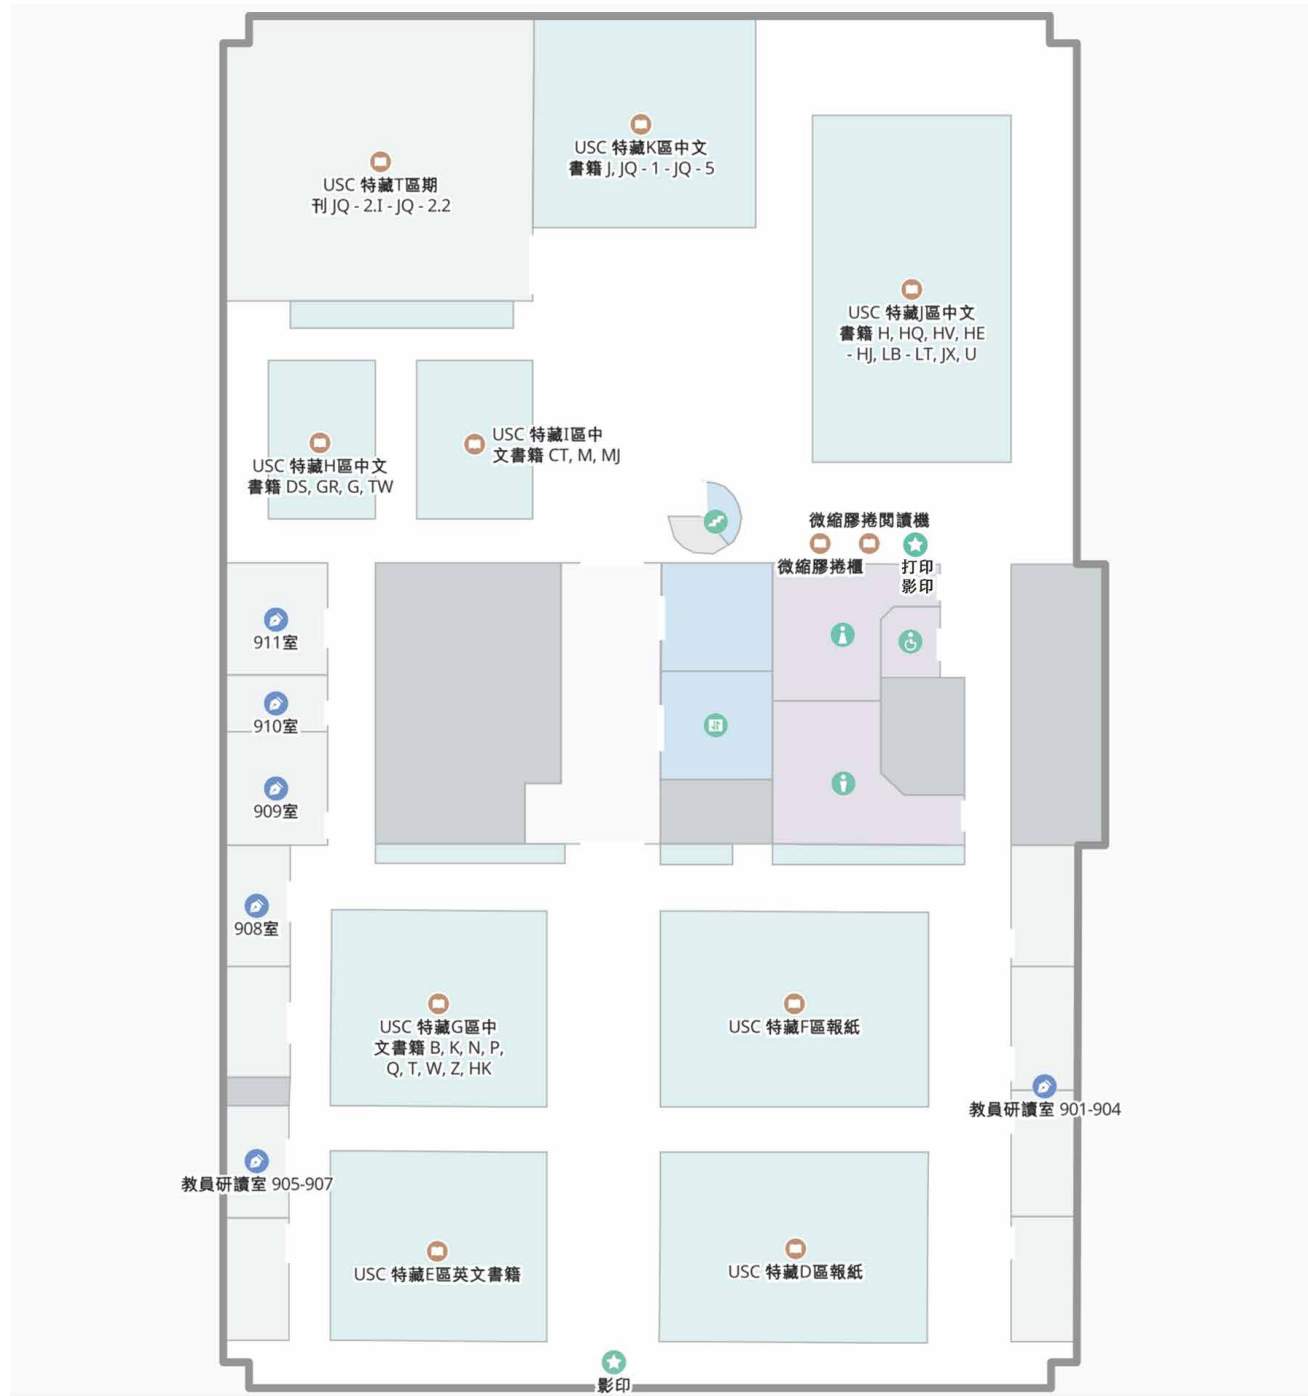 USC 特藏K區中文
書籍 J, JQ - 1 - JQ - 5
USC 特藏T區期
刊 JQ - 2.I - JQ - 2.2
USC 特藏J區中文
書籍 H, HQ, HV, HE
- HJ, LB - LT, JX, U
USC 特藏H區中文
書籍 DS, GR, G, TW
USC 特藏I區中
文書籍 CT, M, MJ
微縮膠捲閱讀機
微縮膠捲櫃
打印
影印
911室
910室
909室
908室
USC 特藏G區中
文書籍 B, K, N, P,
Q, T, W, Z, HK
USC 特藏F區報紙
教員研讀室 901-904
教員研讀室 905-907
USC 特藏E區英文書籍
USC 特藏D區報紙
影印